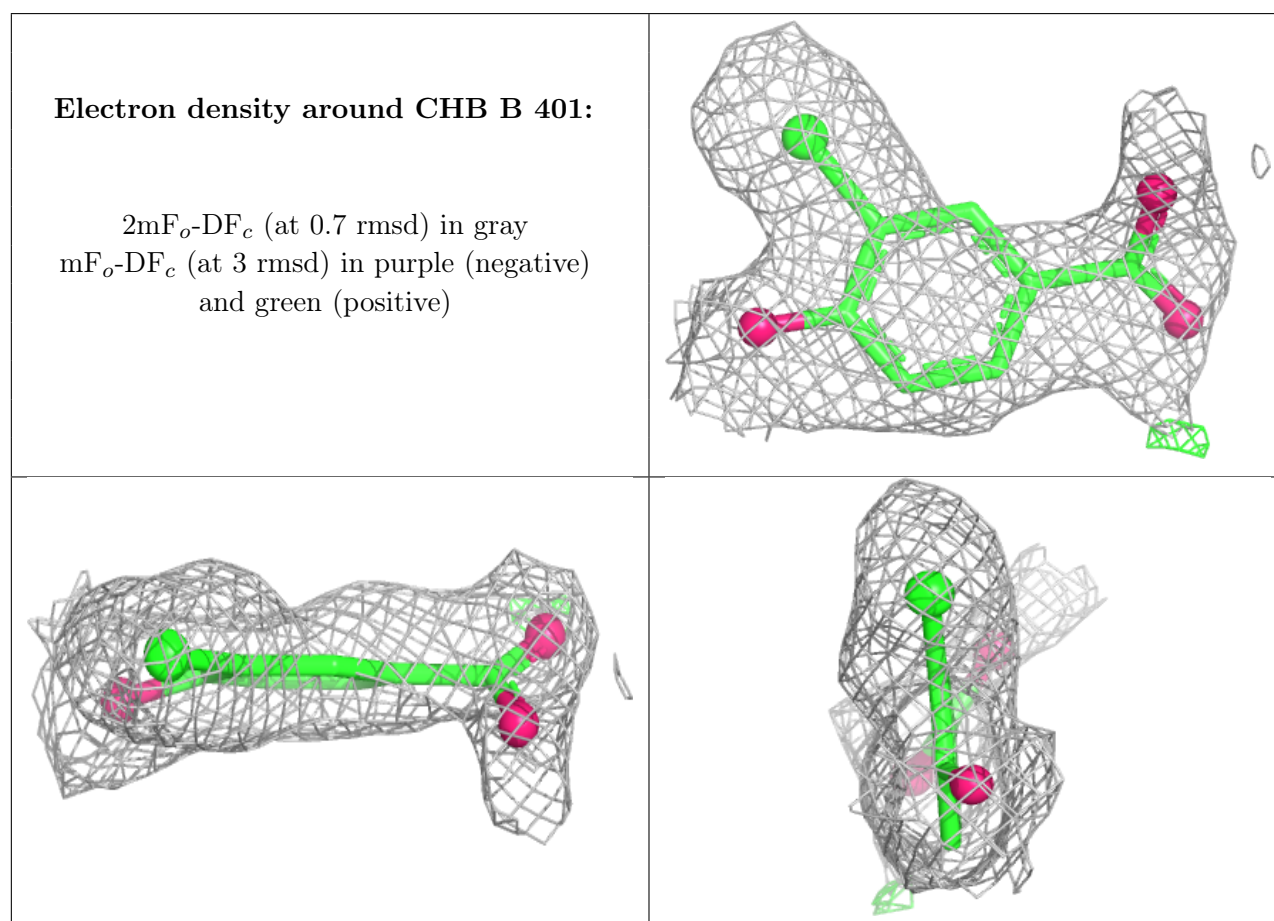 Electron density around CHB B 401:
2mFₒ-DF𝒸 (at 0.7 rmsd) in gray
mFₒ-DF𝒸 (at 3 rmsd) in purple (negative)
and green (positive)